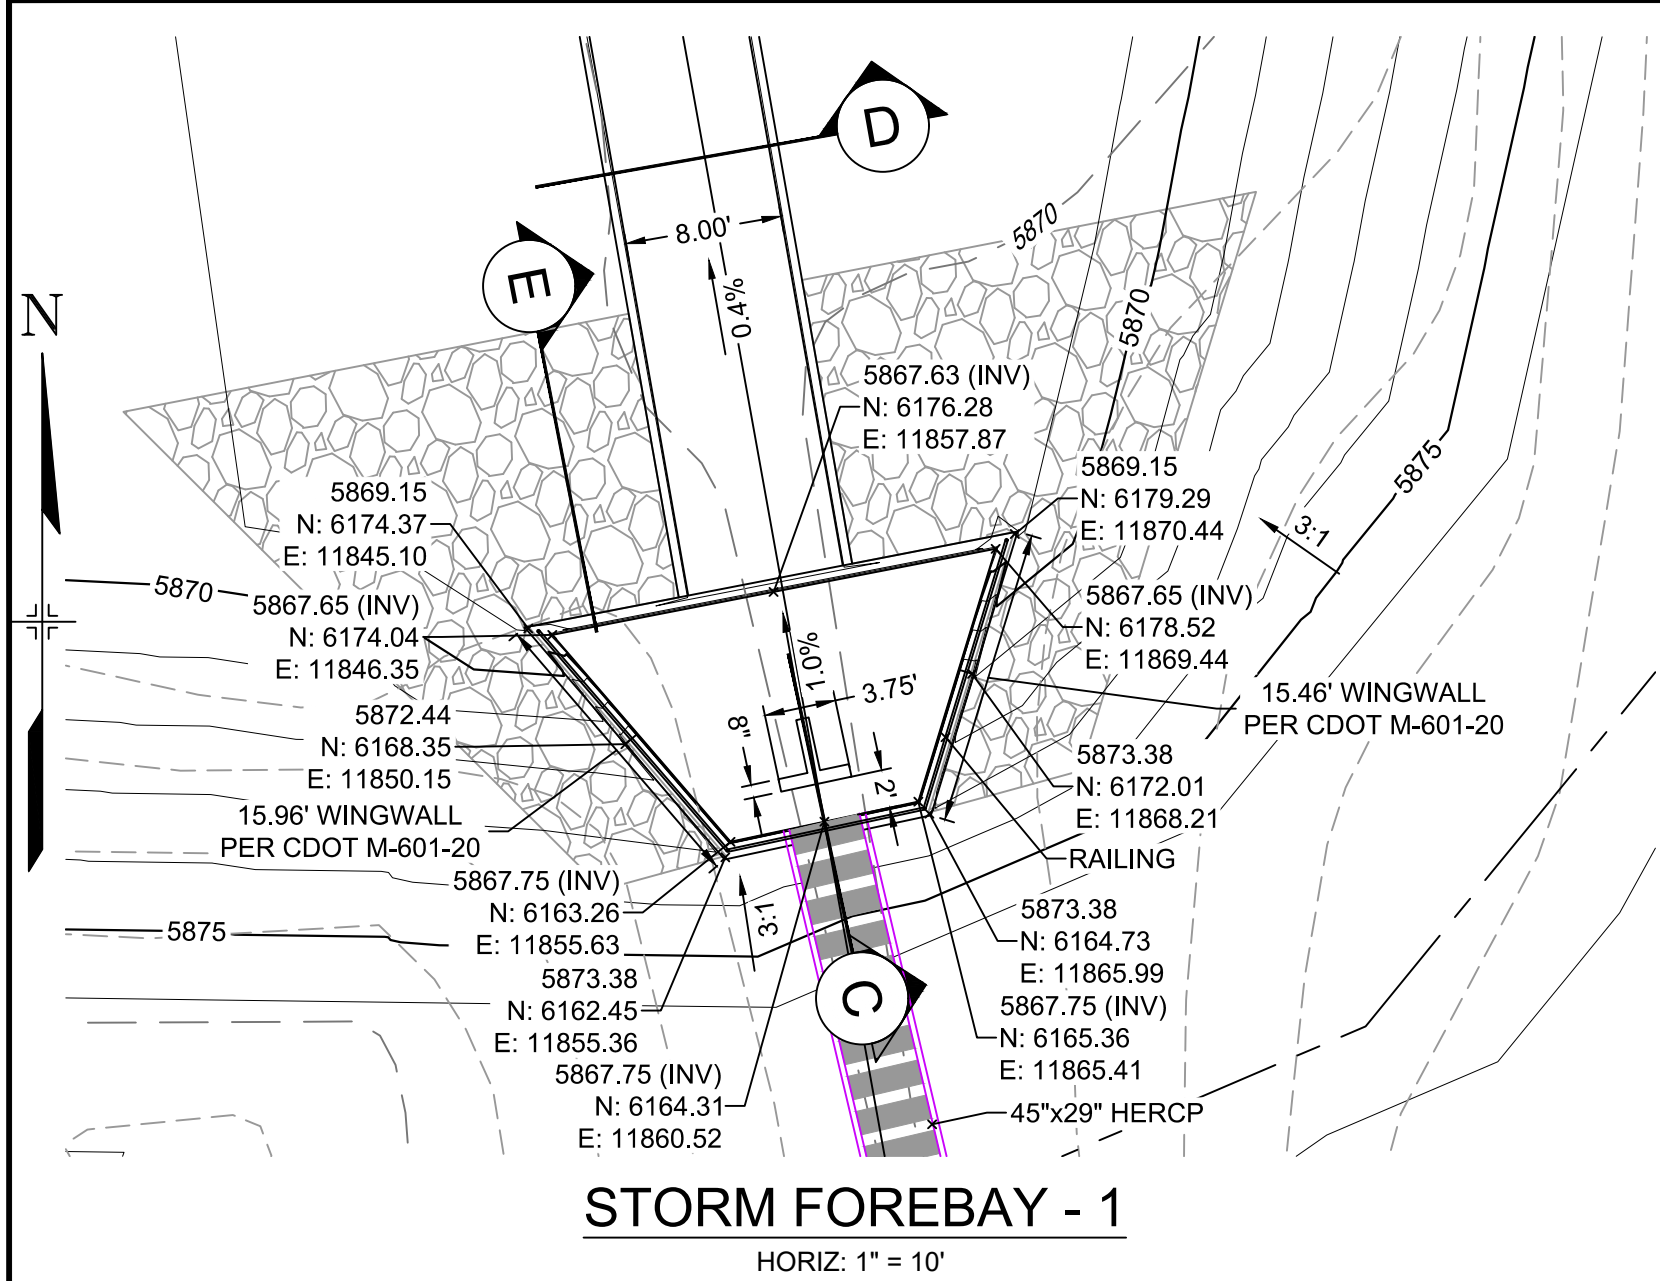 D
8.00'
5870
E
0.4%
N
5870
5867.63 (INV)
N: 6176.28
E: 11857.87
5875
5869.15
N: 6179.29
E: 11870.44
3:1
5869.15
N: 6174.37
E: 11845.10
5870
5867.65 (INV)
N: 6174.04
E: 11846.35
5867.65 (INV)
N: 6178.52
E: 11869.44
1.0%
3.75'
15.46' WINGWALL
PER CDOT M-601-20
5872.44
N: 6168.35
E: 11850.15
8"
2'
5873.38
N: 6172.01
E: 11868.21
15.96' WINGWALL
PER CDOT M-601-20
RAILING
5867.75 (INV)
N: 6163.26
E: 11855.63
3:1
5875
5873.38
N: 6164.73
E: 11865.99
5873.38
N: 6162.45
E: 11855.36
C
5867.75 (INV)
N: 6165.36
E: 11865.41
5867.75 (INV)
N: 6164.31
E: 11860.52
45"x29" HERCP
STORM FOREBAY - 1
HORIZ: 1" = 10'